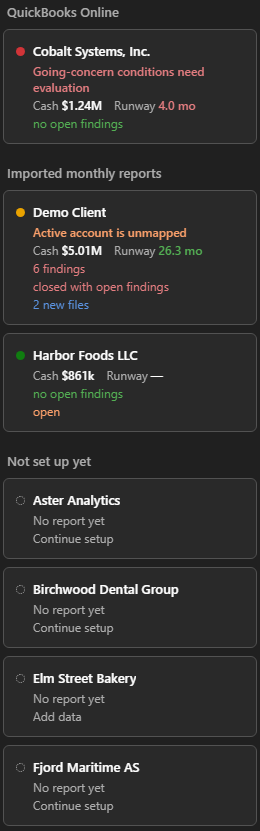 QuickBooks Online
Cobalt Systems, Inc.
Going-concern conditions need
evaluation
Cash $1.24M Runway 4.0 mo
no open findings
Imported monthly reports
Demo Client
Active account is unmapped
Cash $5.01M Runway 26.3 mo
6 findings
closed with open findings
2 new files
Harbor Foods LLC
Cash $861k Runway —
no open findings
open
Not set up yet
Aster Analytics
No report yet
Continue setup
Birchwood Dental Group
No report yet
Continue setup
Elm Street Bakery
No report yet
Add data
Fjord Maritime AS
No report yet
Continue setup